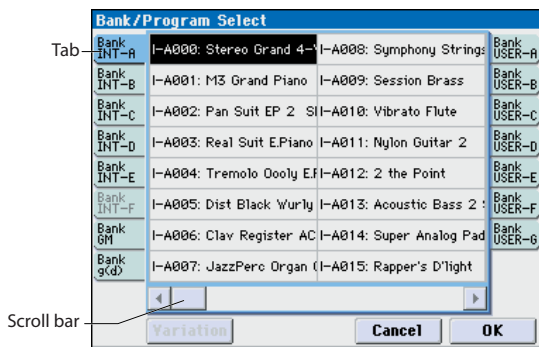 Bank/Program Select
Tab
Bank INT-A
Bank INT-B
Bank INT-C
Bank INT-D
Bank INT-E
Bank INT-F
Bank GM
Bank g(d)
I-A000: Stereo Grand 4-
I-A001: M3 Grand Piano
I-A002: Pan Suit EP 2
I-A003: Real Suit E.Piano
I-A004: Tremolo Oooly
I-A005: Dist Black Wurly
I-A006: Clav Register AC
I-A007: JazzPerc Organ
I-A008: Symphony Strings
I-A009: Session Brass
I-A010: Vibrato Flute
I-A011: Nylon Guitar 2
I-A012: 2 the Point
I-A013: Acoustic Bass 2
I-A014: Super Analog Pad
I-A015: Rapper's D'light
Bank USER-A
Bank USER-B
Bank USER-C
Bank USER-D
Bank USER-E
Bank USER-F
Bank USER-G
Scroll bar
Variation
Cancel
OK